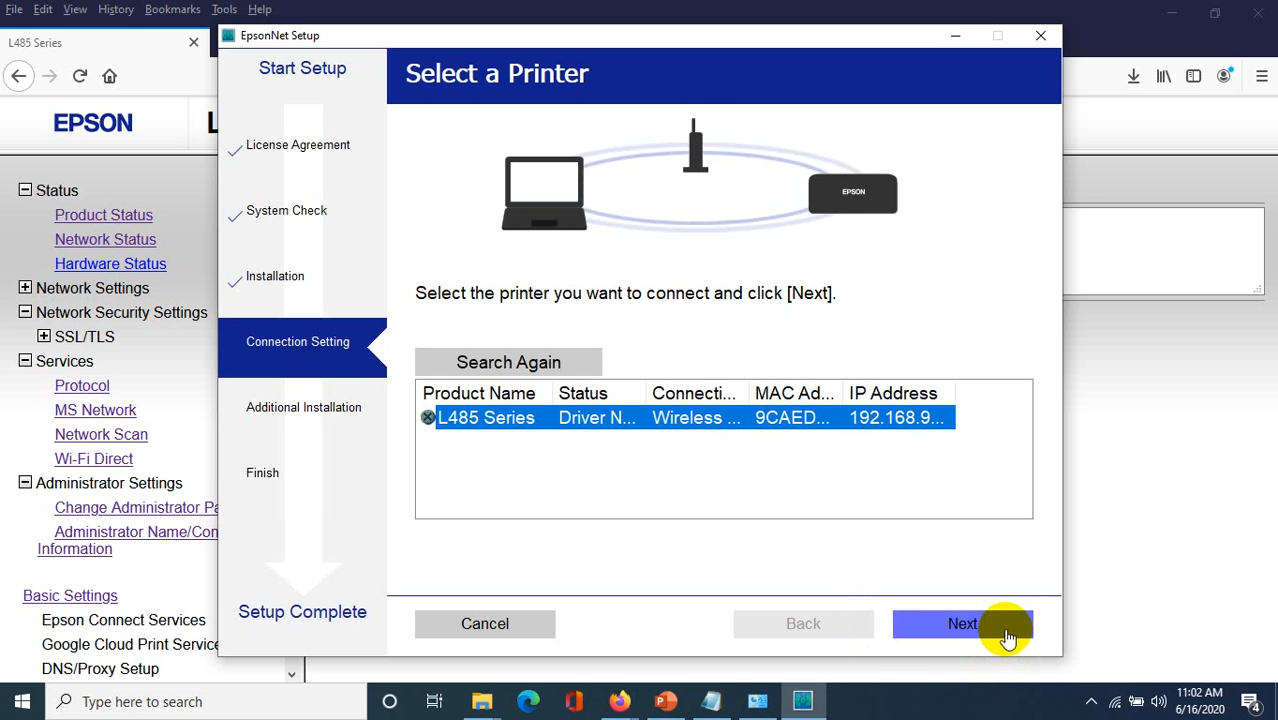 File Edit View History Bookmarks Tools Help
L485 Series
EpsonNet Setup
EPSON
L
Status
Product Status
Network Status
Hardware Status
Network Settings
Network Security Settings
SSL/TLS
Services
Protocol
MS Network
Network Scan
Wi-Fi Direct
Administrator Settings
Change Administrator Pa
Administrator Name/Con
Information
Basic Settings
Epson Connect Services
Google Cloud Print Service
DNS/Proxy Setup
Start Setup
License Agreement
System Check
Installation
Connection Setting
Additional Installation
Finish
Setup Complete
Select a Printer
EPSON
Select the printer you want to connect and click [Next].
Search Again
Product Name Status Connecti... MAC Ad... IP Address
L485 Series Driver N... Wireless ... 9CAED... 192.168.9...
Cancel Back Next
Type here to search
11:02 AM
6/16/2020
4